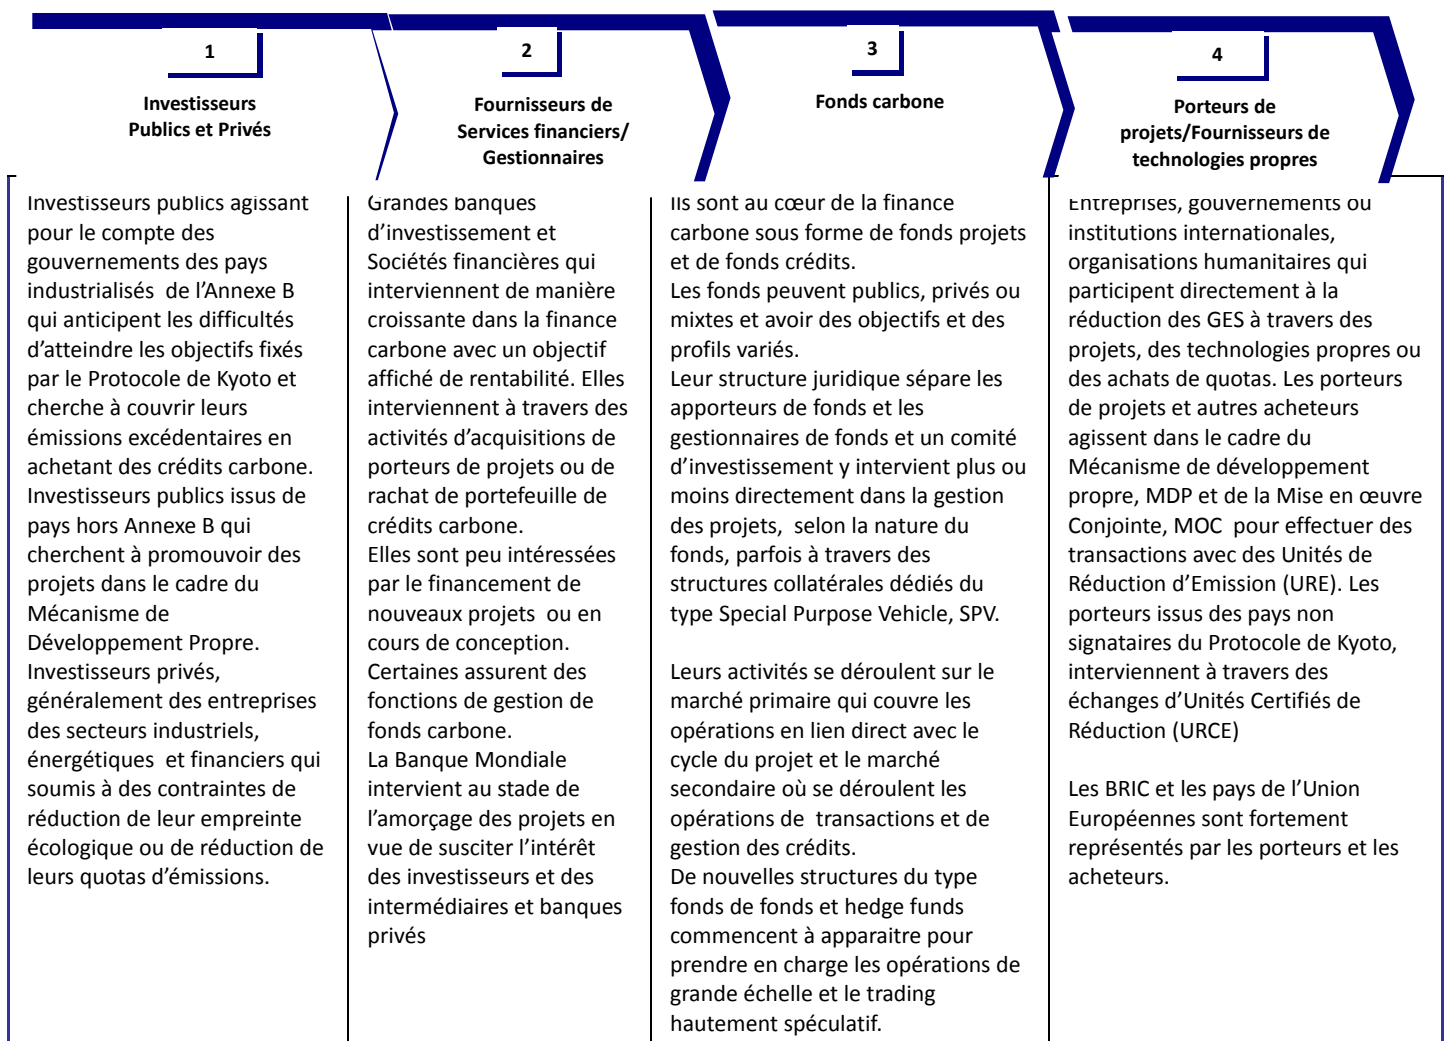 1
Investisseurs
Publics et Privés
2
Fournisseurs de
Services financiers/
Gestionnaires
3
Fonds carbone
4
Porteurs de
projets/Fournisseurs de
technologies propres
Investisseurs publics agissant
pour le compte des
gouvernements des pays
industrialisés de l’Annexe B
qui anticipent les difficultés
d’atteindre les objectifs fixés
par le Protocole de Kyoto et
cherche à couvrir leurs
émissions excédentaires en
achetant des crédits carbone.
Investisseurs publics issus de
pays hors Annexe B qui
cherchent à promouvoir des
projets dans le cadre du
Mécanisme de
Développement Propre.
Investisseurs privés,
généralement des entreprises
des secteurs industriels,
énergétiques et financiers qui
soumis à des contraintes de
réduction de leur empreinte
écologique ou de réduction de
leurs quotas d’émissions.
Grandes banques
d’investissement et
Sociétés financières qui
interviennent de manière
croissante dans la finance
carbone avec un objectif
affiché de rentabilité. Elles
interviennent à travers des
activités d’acquisitions de
porteurs de projets ou de
rachat de portefeuille de
crédits carbone.
Elles sont peu intéressées
par le financement de
nouveaux projets ou en
cours de conception.
Certaines assurent des
fonctions de gestion de
fonds carbone.
La Banque Mondiale
intervient au stade de
l’amorçage des projets en
vue de susciter l’intérêt
des investisseurs et des
intermédiaires et banques
privés
Ils sont au cœur de la finance
carbone sous forme de fonds projets
et de fonds crédits.
Les fonds peuvent publics, privés ou
mixtes et avoir des objectifs et des
profils variés.
Leur structure juridique sépare les
apporteurs de fonds et les
gestionnaires de fonds et un comité
d’investissement y intervient plus ou
moins directement dans la gestion
des projets, selon la nature du
fonds, parfois à travers des
structures collatérales dédiés du
type Special Purpose Vehicle, SPV.
Leurs activités se déroulent sur le
marché primaire qui couvre les
opérations en lien direct avec le
cycle du projet et le marché
secondaire où se déroulent les
opérations de transactions et de
gestion des crédits.
De nouvelles structures du type
fonds de fonds et hedge funds
commencent à apparaitre pour
prendre en charge les opérations de
grande échelle et le trading
hautement spéculatif.
Entreprises, gouvernements ou
institutions internationales,
organisations humanitaires qui
participent directement à la
réduction des GES à travers des
projets, des technologies propres ou
des achats de quotas. Les porteurs
de projets et autres acheteurs
agissent dans le cadre du
Mécanisme de développement
propre, MDP et de la Mise en œuvre
Conjointe, MOC pour effectuer des
transactions avec des Unités de
Réduction d’Emission (URE). Les
porteurs issus des pays non
signataires du Protocole de Kyoto,
interviennent à travers des
échanges d’Unités Certifiés de
Réduction (URCE)
Les BRIC et les pays de l’Union
Européennes sont fortement
représentés par les porteurs et les
acheteurs.